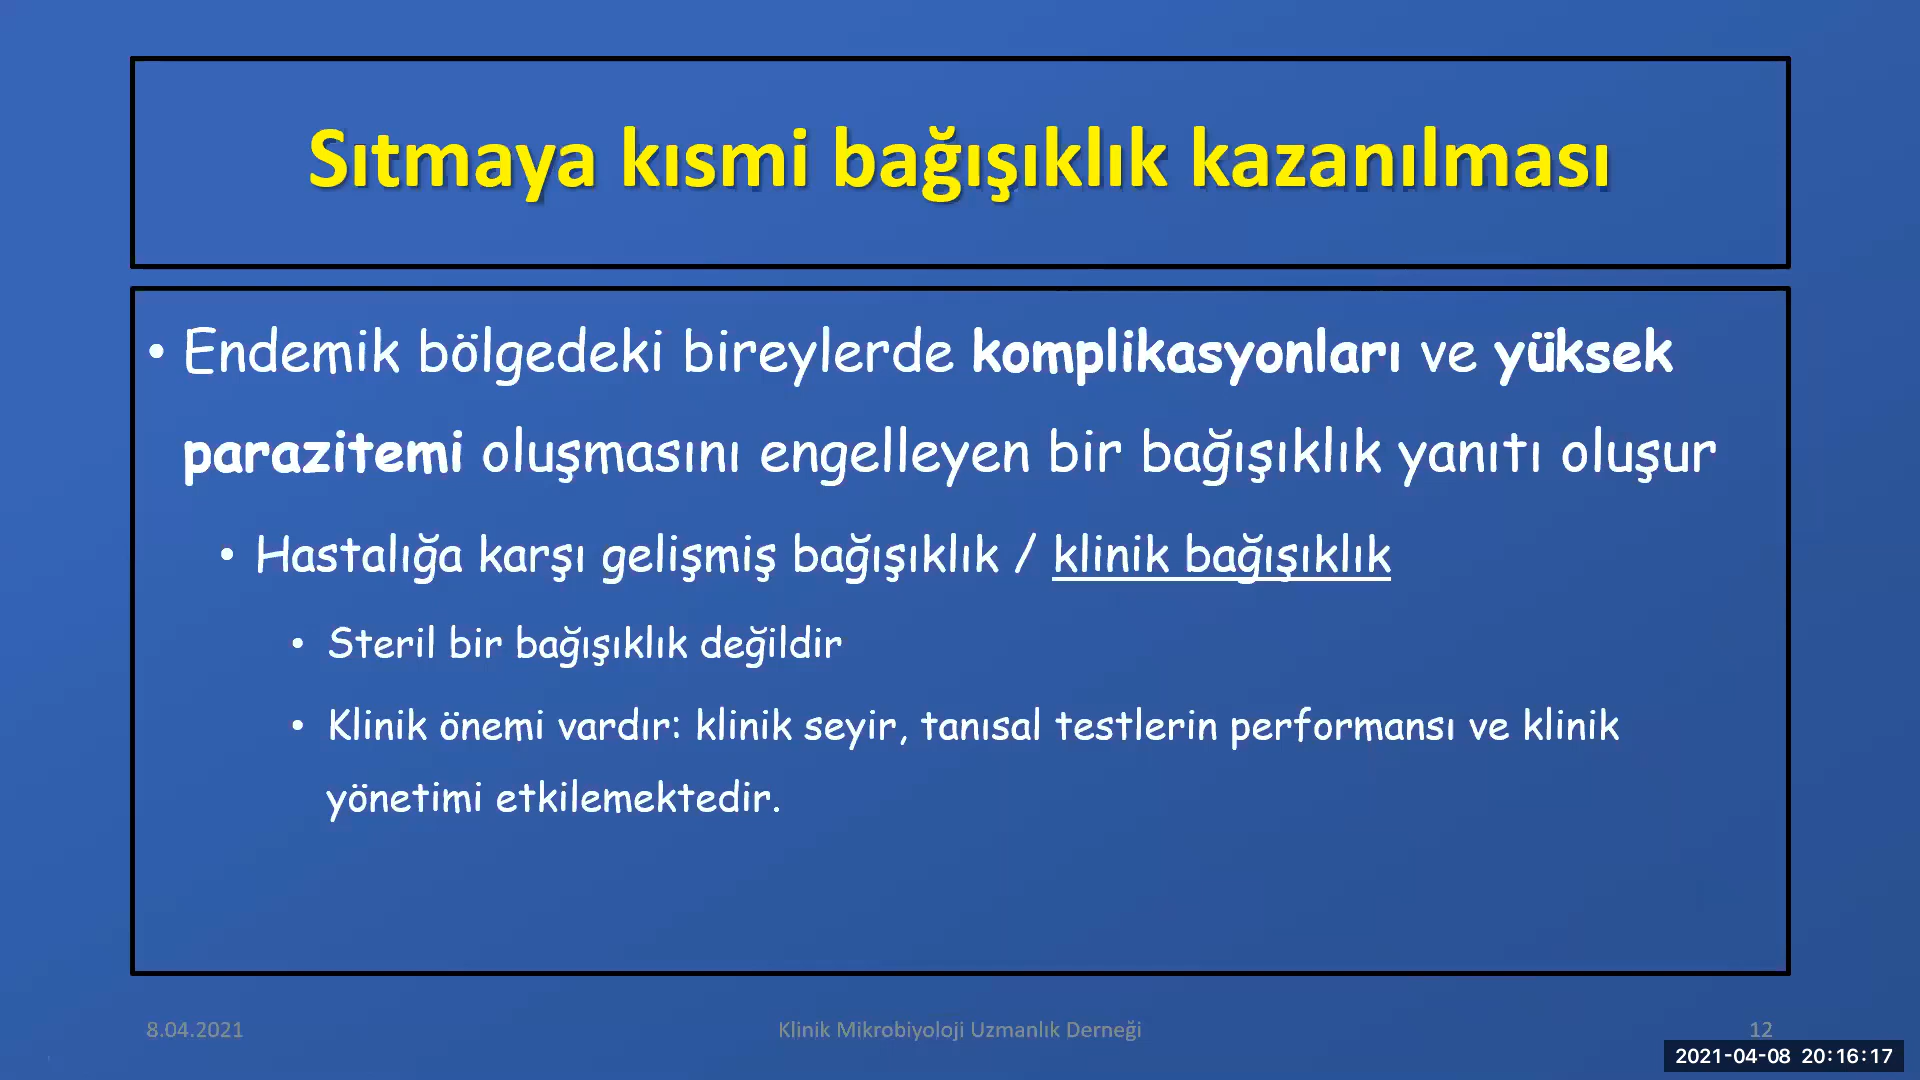 Sıtmaya kısmi bağışıklık kazanılması
• Endemik bölgedeki bireylerde komplikasyonları ve yüksek
parazitemi oluşmasını engelleyen bir bağışıklık yanıtı oluşur
• Hastalığa karşı gelişmiş bağışıklık / klinik bağışıklık
• Steril bir bağışıklık değildir
• Klinik önemi vardır: klinik seyir, tanısal testlerin performansı ve klinik
yönetimi etkilemektedir.
8.04.2021
Klinik Mikrobiyoloji Uzmanlık Derneği
12
2021-04-08 20:16:17